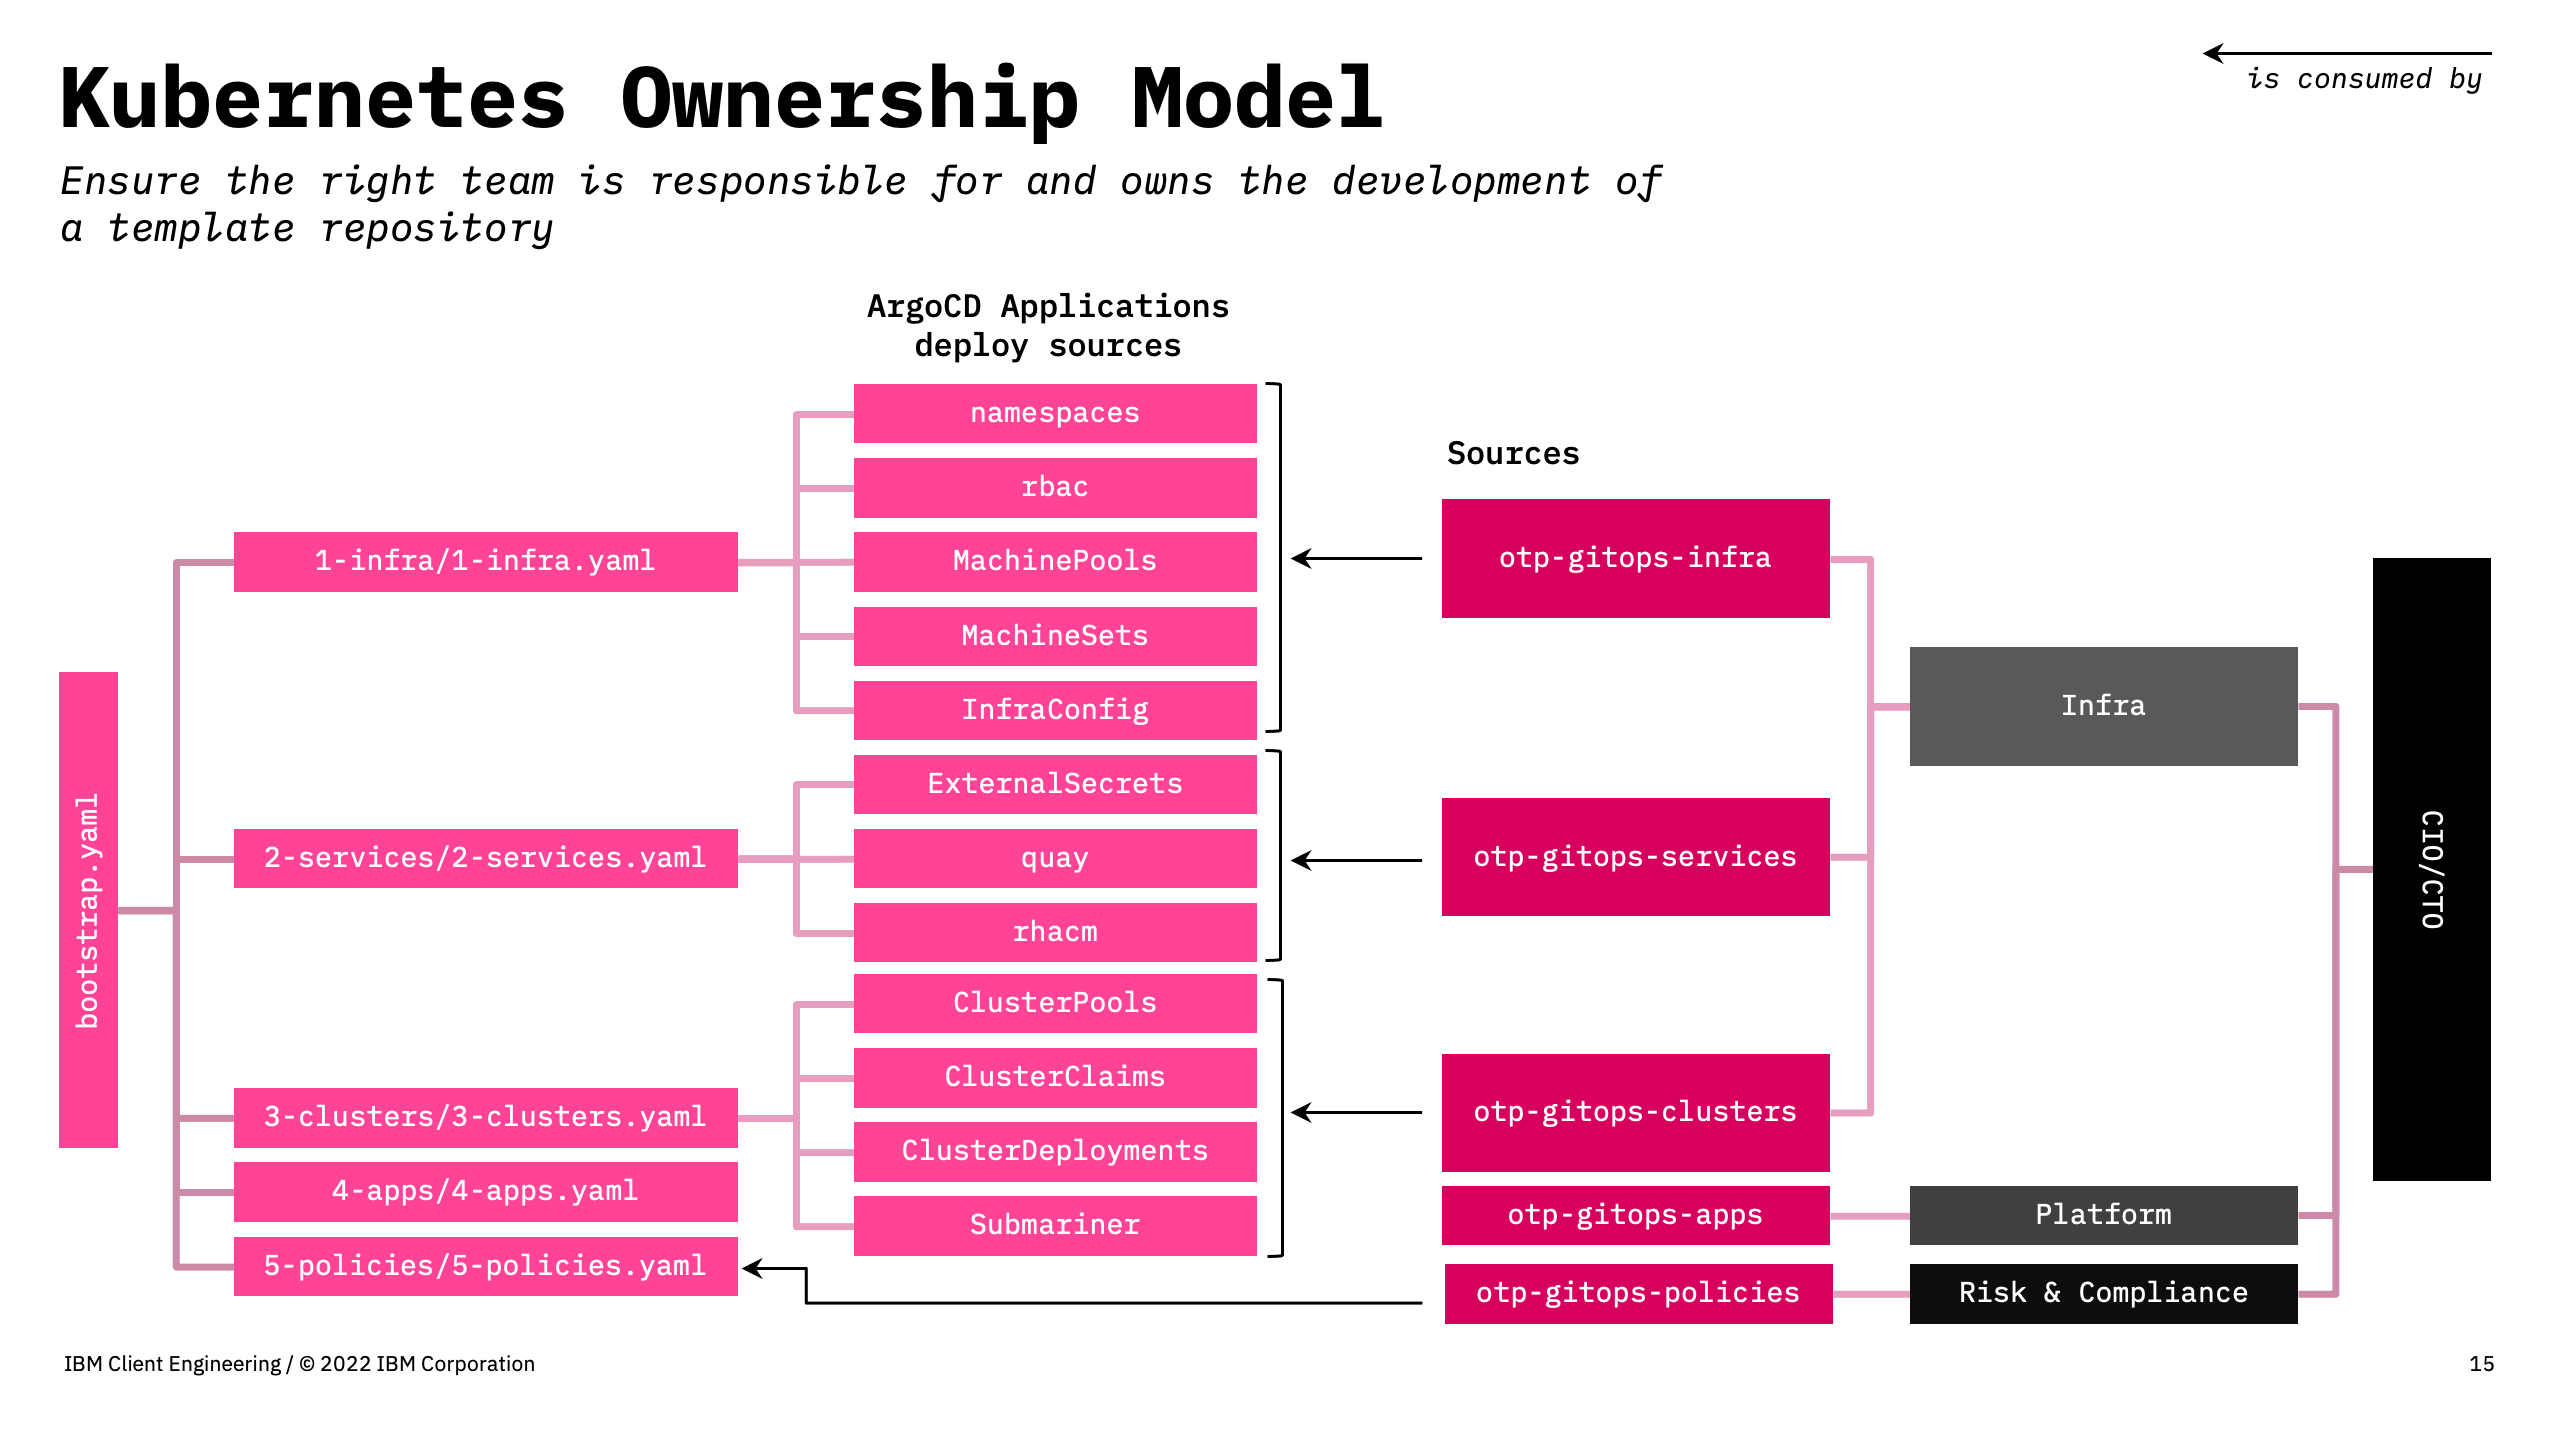 Kubernetes Ownership Model
is consumed by
Ensure the right team is responsible for and owns the development of
a template repository
ArgoCD Applications
deploy sources
Sources
bootstrap.yaml
1-infra/1-infra.yaml
2-services/2-services.yaml
3-clusters/3-clusters.yaml
4-apps/4-apps.yaml
5-policies/5-policies.yaml
namespaces
rbac
MachinePools
MachineSets
InfraConfig
ExternalSecrets
quay
rhacm
ClusterPools
ClusterClaims
ClusterDeployments
Submariner
otp-gitops-infra
otp-gitops-services
otp-gitops-clusters
otp-gitops-apps
otp-gitops-policies
Infra
Platform
Risk & Compliance
CIO/CTO
IBM Client Engineering / © 2022 IBM Corporation
15